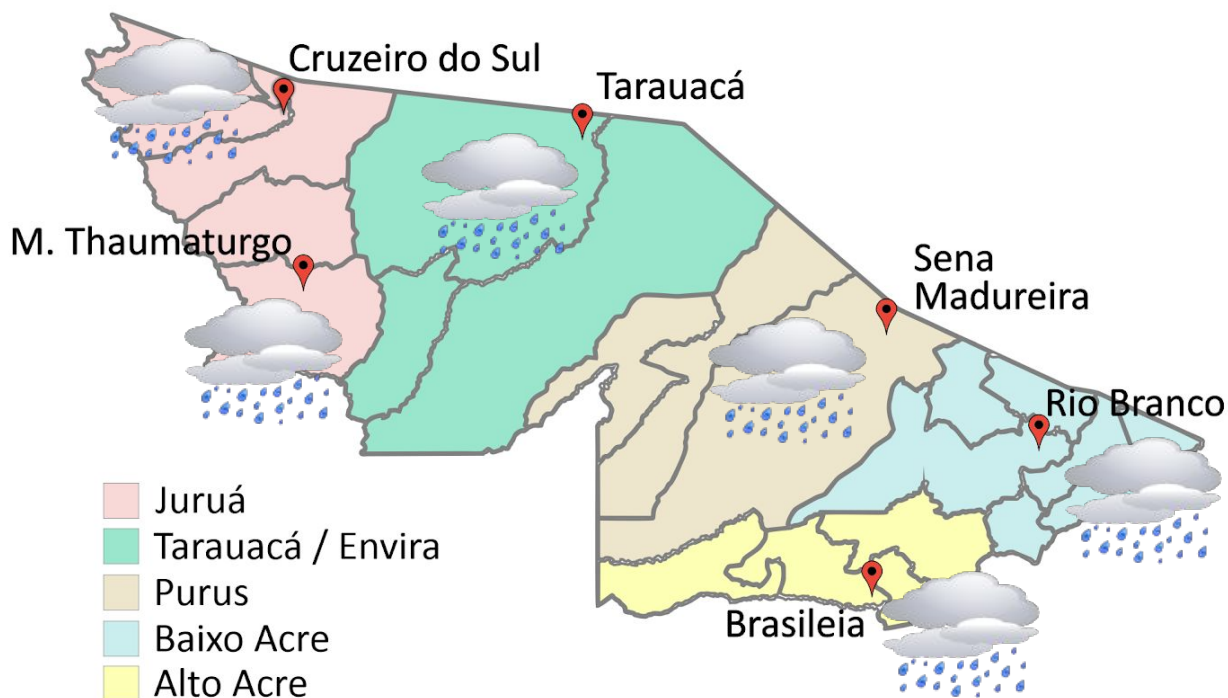 Cruzeiro do Sul
Tarauacá
M. Thaumaturgo
Sena
Madureira
Rio Branco
Brasileia
Juruá
Tarauacá / Envira
Purus
Baixo Acre
Alto Acre